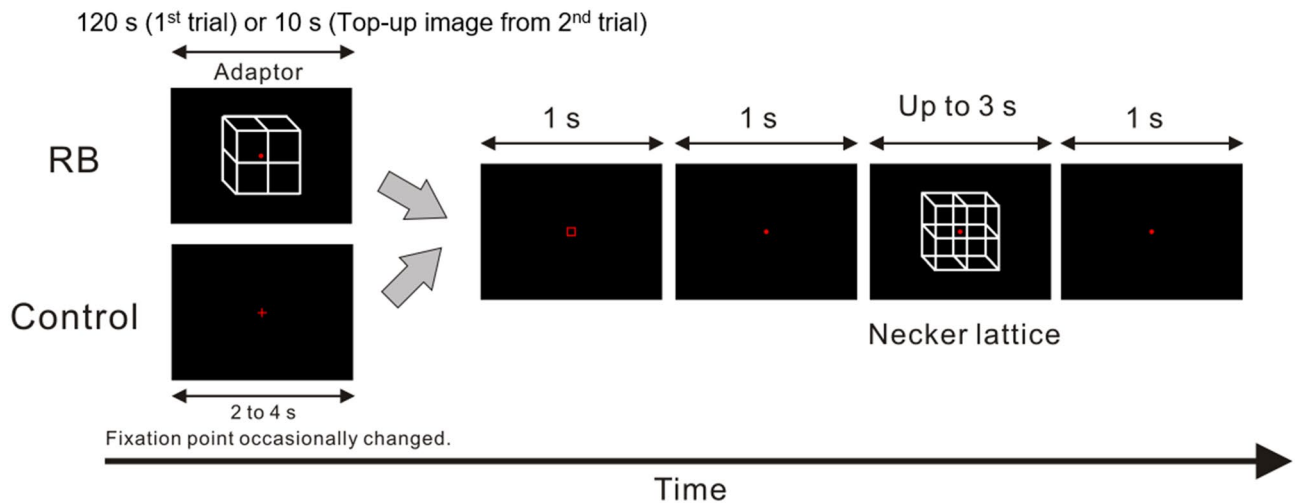 120 s (1st trial) or 10 s (Top-up image from 2nd trial)
Adaptor
RB
Control
2 to 4 s
Fixation point occasionally changed.
1 s
1 s
Up to 3 s
1 s
Necker lattice
Time